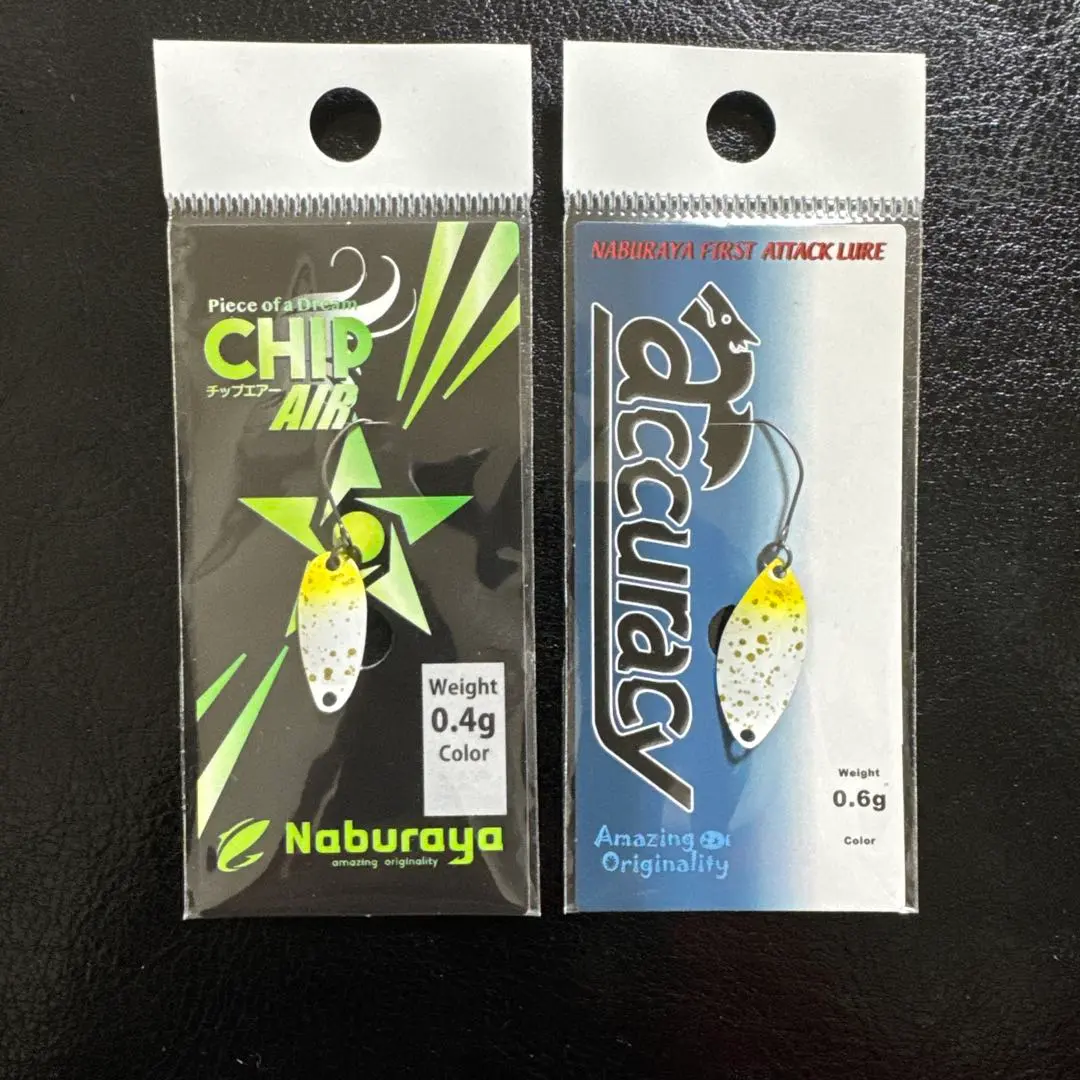 Piece of a Dream
CHIP
チップエアー
AIR
Weight
0.4g
Color
Naburaya
amazing originality
NABURAYA FIRST ATTACK LURE
accuracy
Weight
0.6g
Color
Amazing
Originality